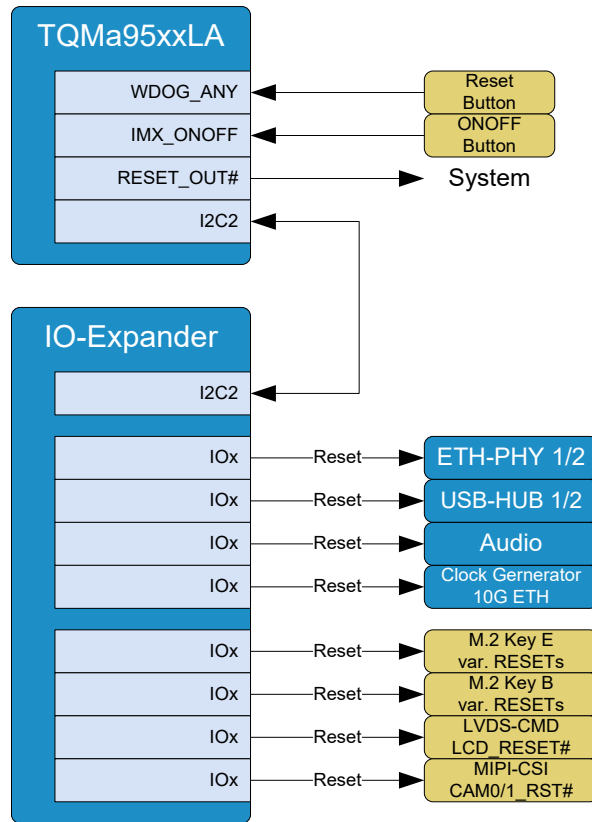 TQMa95xxLA
WDOG_ANY
Reset
Button
IMX_ONOFF
ONOFF
Button
RESET_OUT#
System
I2C2
IO-Expander
I2C2
IOx
Reset
ETH-PHY 1/2
IOx
Reset
USB-HUB 1/2
IOx
Reset
Audio
IOx
Reset
Clock Gernerator
10G ETH
IOx
Reset
M.2 Key E
var. RESETs
IOx
Reset
M.2 Key B
var. RESETs
IOx
Reset
LVDS-CMD
LCD_RESET#
IOx
Reset
MIPI-CSI
CAM0/1_RST#